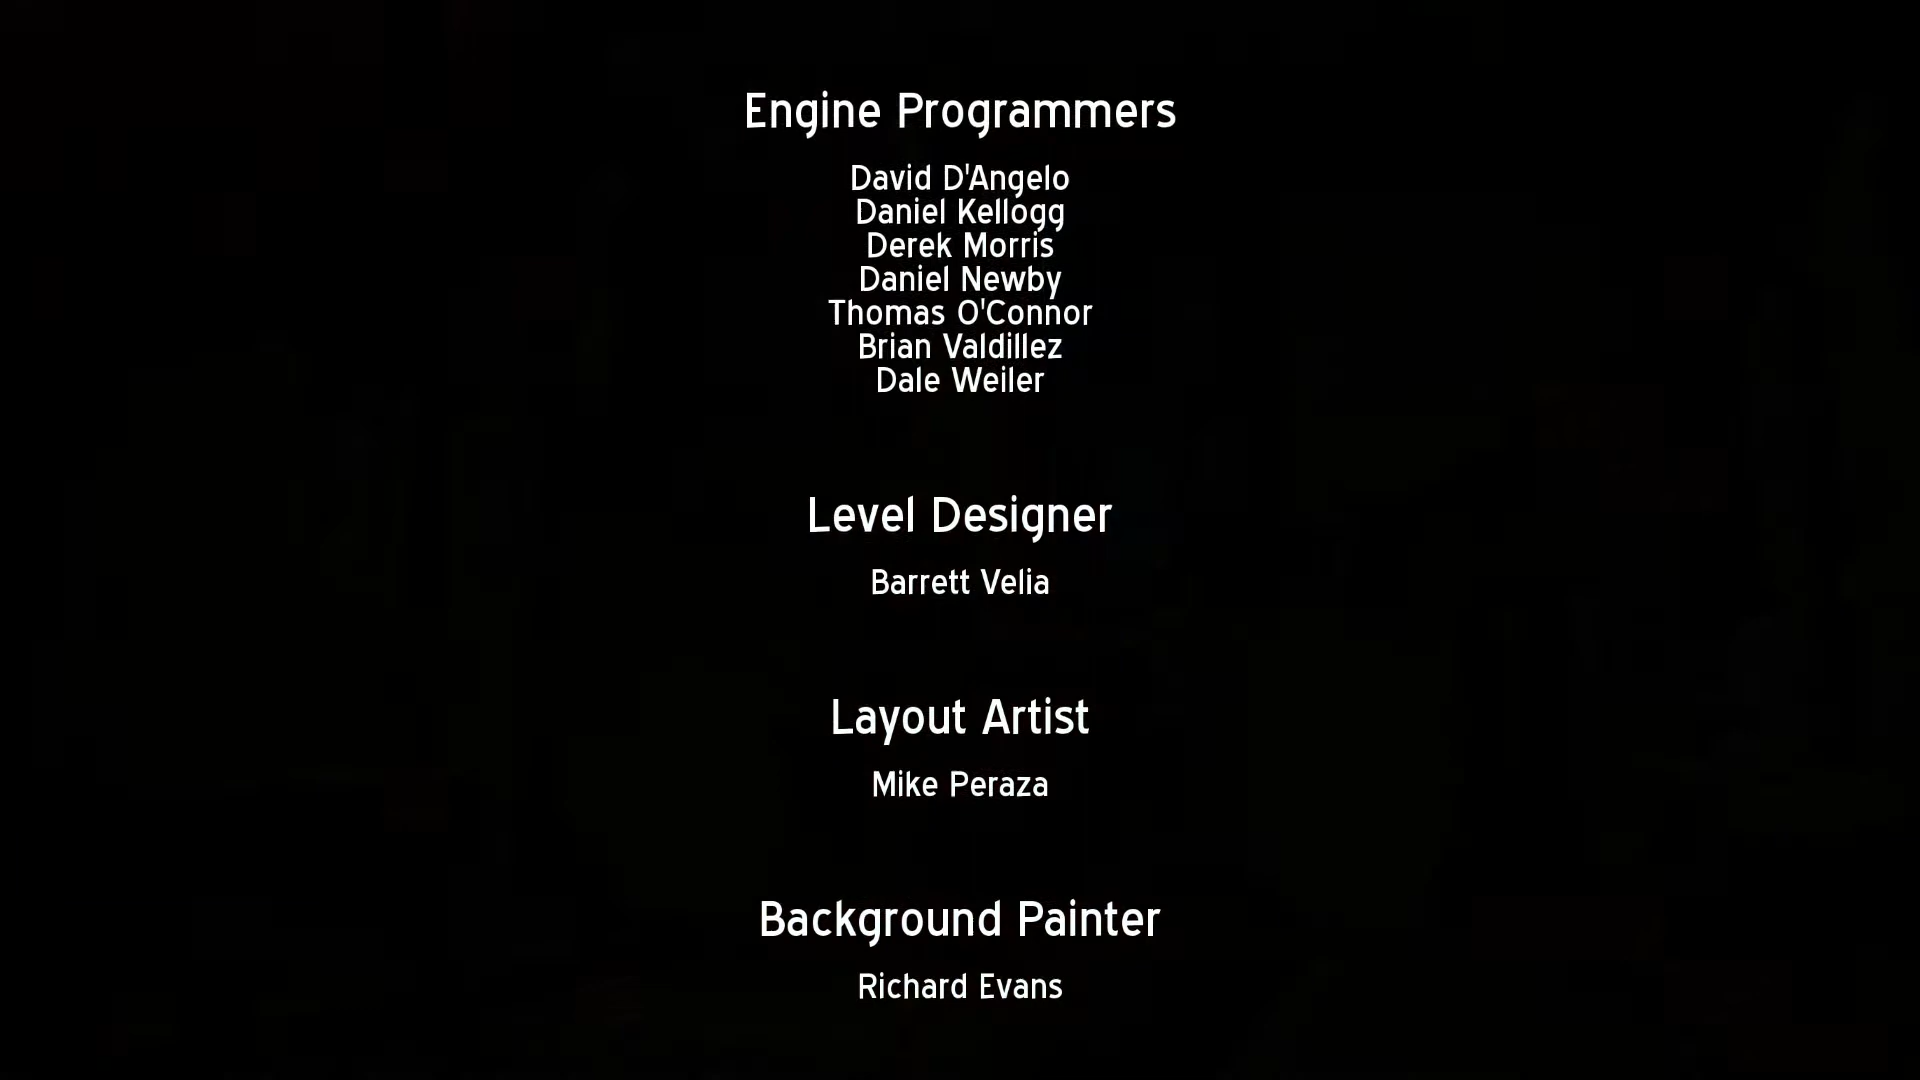 Engine Programmers
David D'Angelo
Daniel Kellogg
Derek Morris
Daniel Newby
Thomas O'Connor
Brian Valdillez
Dale Weiler
Level Designer
Barrett Velia
Layout Artist
Mike Peraza
Background Painter
Richard Evans